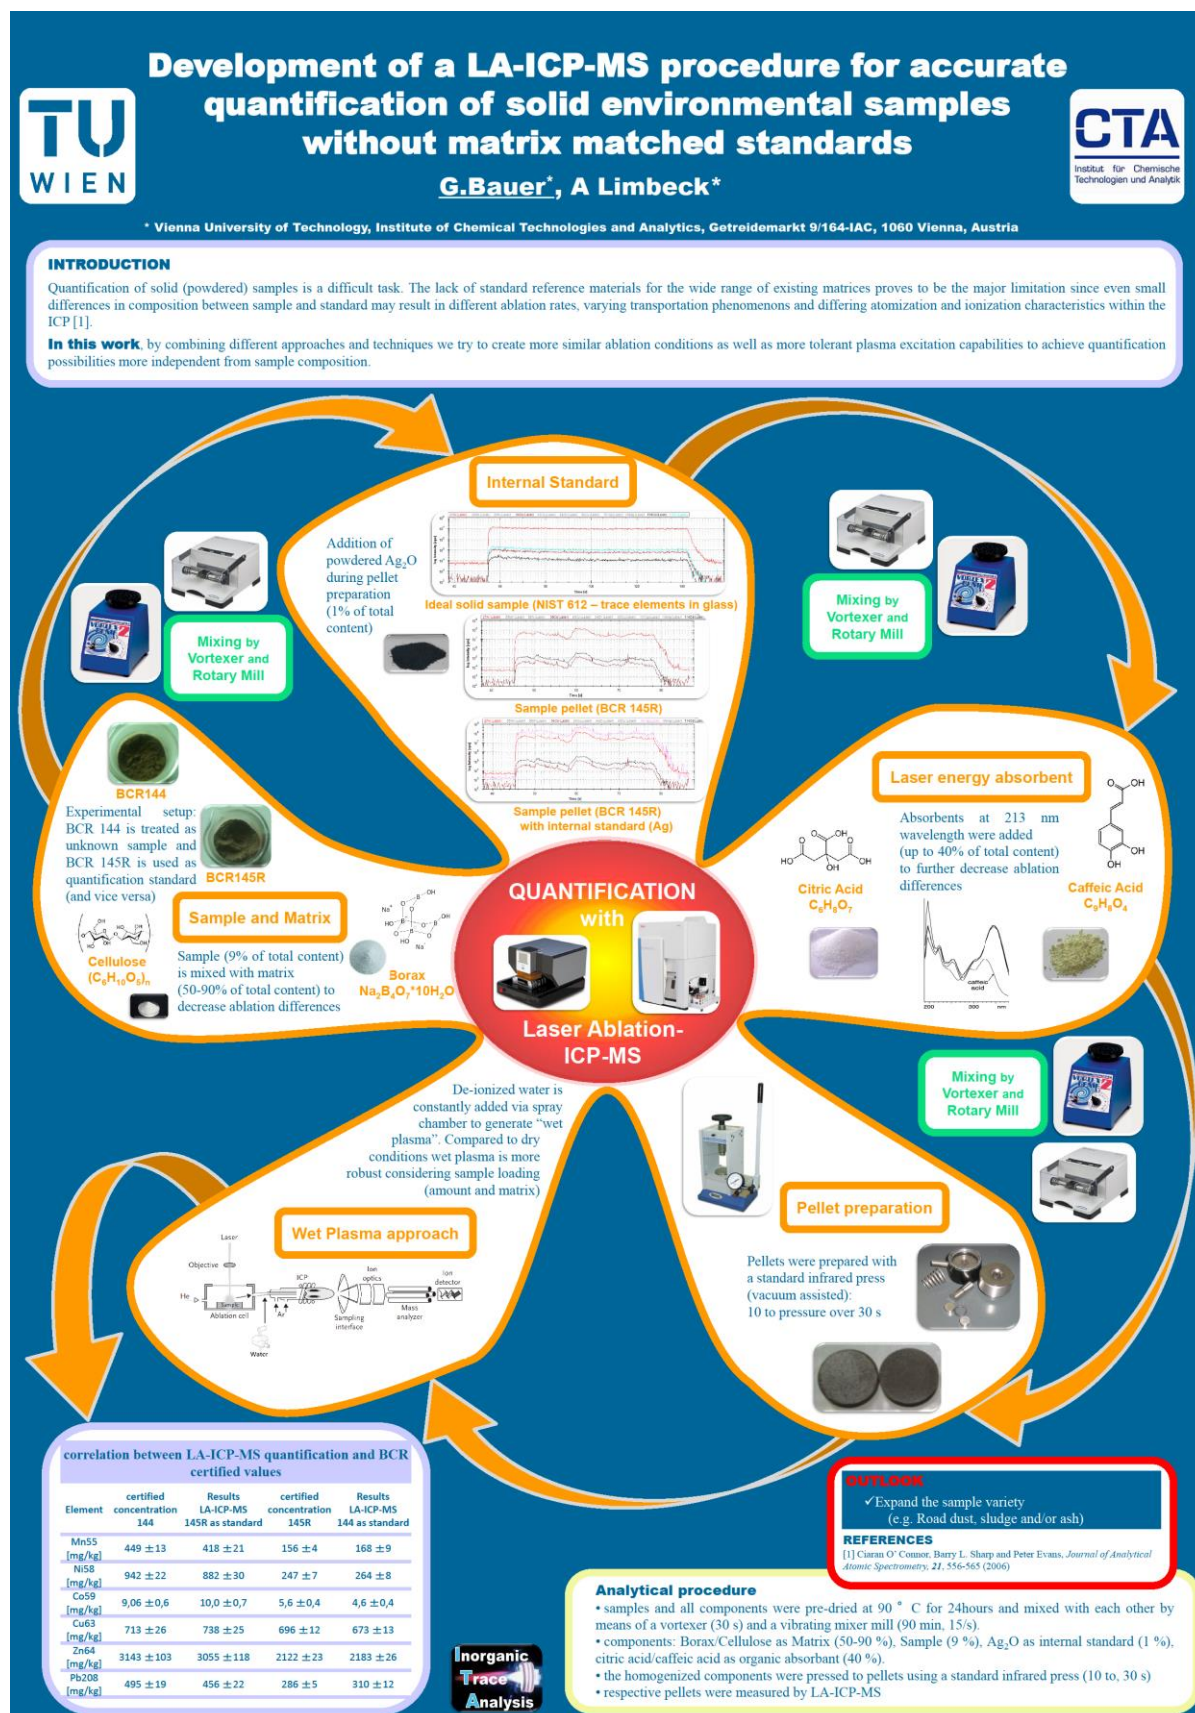 Development of a LA-ICP-MS procedure for accurate
quantification of solid environmental samples
without matrix matched standards
TU
WIEN
CTA
Institut für Chemische
Technologien und Analytik
G.Bauer*, A Limbeck*
* Vienna University of Technology, Institute of Chemical Technologies and Analytics, Getreidemarkt 9/164-IAC, 1060 Vienna, Austria
INTRODUCTION
Quantification of solid (powdered) samples is a difficult task. The lack of standard reference materials for the wide range of existing matrices proves to be the major limitation since even small
differences in composition between sample and standard may result in different ablation rates, varying transportation phenomenons and differing atomization and ionization characteristics within the
ICP [1].
In this work, by combining different approaches and techniques we try to create more similar ablation conditions as well as more tolerant plasma excitation capabilities to achieve quantification
possibilities more independent from sample composition.
Internal Standard
Addition of
powdered Ag₂O
during pellet
preparation
(1% of total
content)
Ideal solid sample (NIST 612 – trace elements in glass)
Sample pellet (BCR 145R)
Sample pellet (BCR 145R)
with internal standard (Ag)
Mixing by
Vortexer and
Rotary Mill
Mixing by
Vortexer and
Rotary Mill
BCR144
Experimental setup:
BCR 144 is treated as
unknown sample and
BCR 145R is used as
quantification standard
(and vice versa)
BCR145R
Sample and Matrix
Cellulose
(C₆H₁₀O₅)ₙ
Sample (9% of total content)
is mixed with matrix
(50-90% of total content) to
decrease ablation differences
Borax
Na₂B₄O₇*10H₂O
QUANTIFICATION
with
Laser Ablation-
ICP-MS
Laser energy absorbent
Absorbents at 213 nm
wavelength were added
(up to 40% of total content)
to further decrease ablation
differences
Citric Acid
C₆H₈O₇
Caffeic Acid
C₉H₈O₄
caffeic
acid
200 300 nm
Mixing by
Vortexer and
Rotary Mill
De-ionized water is
constantly added via spray
chamber to generate “wet
plasma”. Compared to dry
conditions wet plasma is more
robust considering sample loading
(amount and matrix)
Wet Plasma approach
Laser
Objective
He
Sample
Ablation cell
ICP
Ar
Water
Ion
optics
Sampling
interface
Mass
analyzer
Ion
detector
Pellet preparation
Pellets were prepared with
a standard infrared press
(vacuum assisted):
10 to pressure over 30 s
correlation between LA-ICP-MS quantification and BCR
certified values
Element certified concentration 144 Results LA-ICP-MS 145R as standard certified concentration 145R Results LA-ICP-MS 144 as standard
Mn55 [mg/kg] 449 ±13 418 ±21 156 ±4 168 ±9
Ni58 [mg/kg] 942 ±22 882 ±30 247 ±7 264 ±8
Co59 [mg/kg] 9,06 ±0,6 10,0 ±0,7 5,6 ±0,4 4,6 ±0,4
Cu63 [mg/kg] 713 ±26 738 ±25 696 ±12 673 ±13
Zn64 [mg/kg] 3143 ±103 3055 ±118 2122 ±23 2183 ±26
Pb208 [mg/kg] 495 ±19 456 ±22 286 ±5 310 ±12
Inorganic
Trace
Analysis
OUTLOOK
✓Expand the sample variety
(e.g. Road dust, sludge and/or ash)
REFERENCES
[1] Ciaran O’ Connor, Barry L. Sharp and Peter Evans, Journal of Analytical
Atomic Spectrometry, 21, 556-565 (2006)
Analytical procedure
• samples and all components were pre-dried at 90 ° C for 24hours and mixed with each other by
means of a vortexer (30 s) and a vibrating mixer mill (90 min, 15/s).
• components: Borax/Cellulose as Matrix (50-90 %), Sample (9 %), Ag₂O as internal standard (1 %),
citric acid/caffeic acid as organic absorbant (40 %).
• the homogenized components were pressed to pellets using a standard infrared press (10 to, 30 s)
• respective pellets were measured by LA-ICP-MS